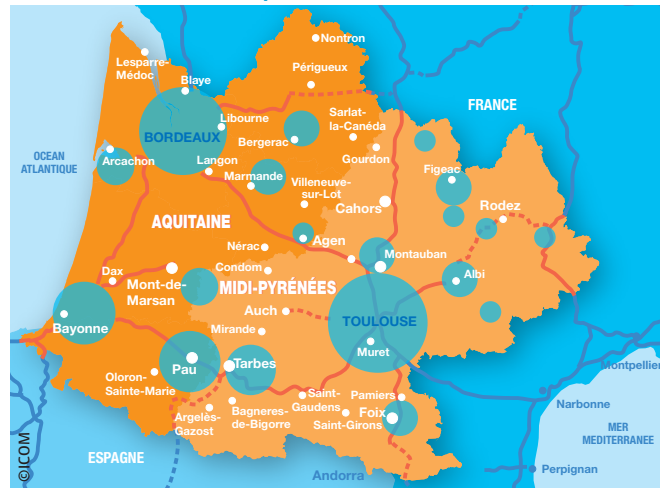 Nontron
Lesparre-
Médoc
Blaye
Périgueux
FRANCE
Libourne
BORDEAUX
Sarlat-
la-Canéda
Bergerac
Gourdon
OCEAN
ATLANTIQUE
Arcachon
Langon
Marmande
Figeac
Villeneuve-
sur-Lot
Cahors
Rodez
AQUITAINE
Agen
Nérac
Montauban
Condom
Dax
Mont-de-
Marsan
MIDI-PYRÉNÉES
Albi
Auch
TOULOUSE
Bayonne
Mirande
Muret
Montpellier
Pau
Tarbes
Oloron-
Sainte-Marie
Saint-
Gaudens
Pamiers
Narbonne
Argelès-
Gazost
Bagneres-
de-Bigorre
Foix
Saint-Girons
MER
MEDITERRANEE
ESPAGNE
Andorra
Perpignan
©ICOM